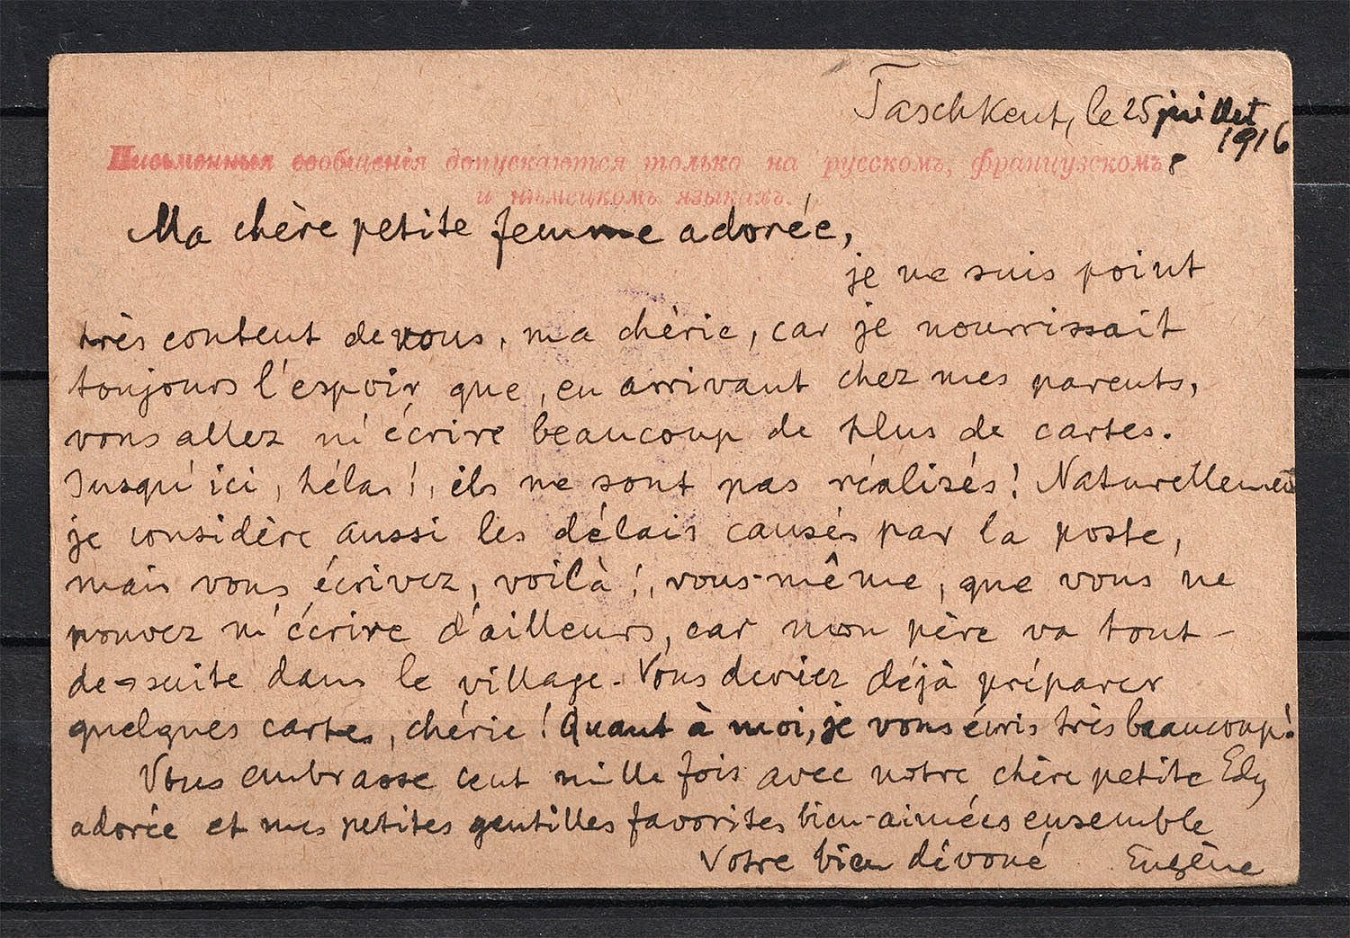 Taschkent, le 25 juillet
1916
Письменныя сообщенія допускаются только на русскомъ, французскомъ
и нѣмецкомъ языкахъ.
Ma chère petite femme adorée,
je ne suis point
très content de vous, ma chérie, car je nourrissait
toujours l'espoir que, en arrivant chez mes parents,
vous allez m'écrire beaucoup de plus de cartes.
Jusqu'ici, hélas!, ils ne sont pas réalisés! Naturellement
je considère aussi les délais causés par la poste,
mais vous écrivez, voilà!, vous-même, que vous ne
pouvez m'écrire d'ailleurs, car mon père va tout-
de-suite dans le village. Vous devriez déjà préparer
quelques cartes, chérie! Quant à moi, je vous écris très beaucoup!
Vous embrasse cent mille fois avec notre chère petite Edy
adorée et mes petites gentilles favorites bien-aimées ensemble
Votre bien dévoué Eugène